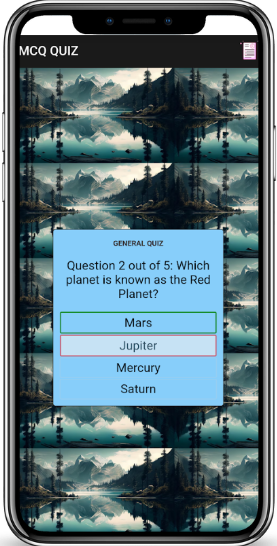 MCQ QUIZ
GENERAL QUIZ
Question 2 out of 5: Which
planet is known as the Red
Planet?
Mars
Jupiter
Mercury
Saturn